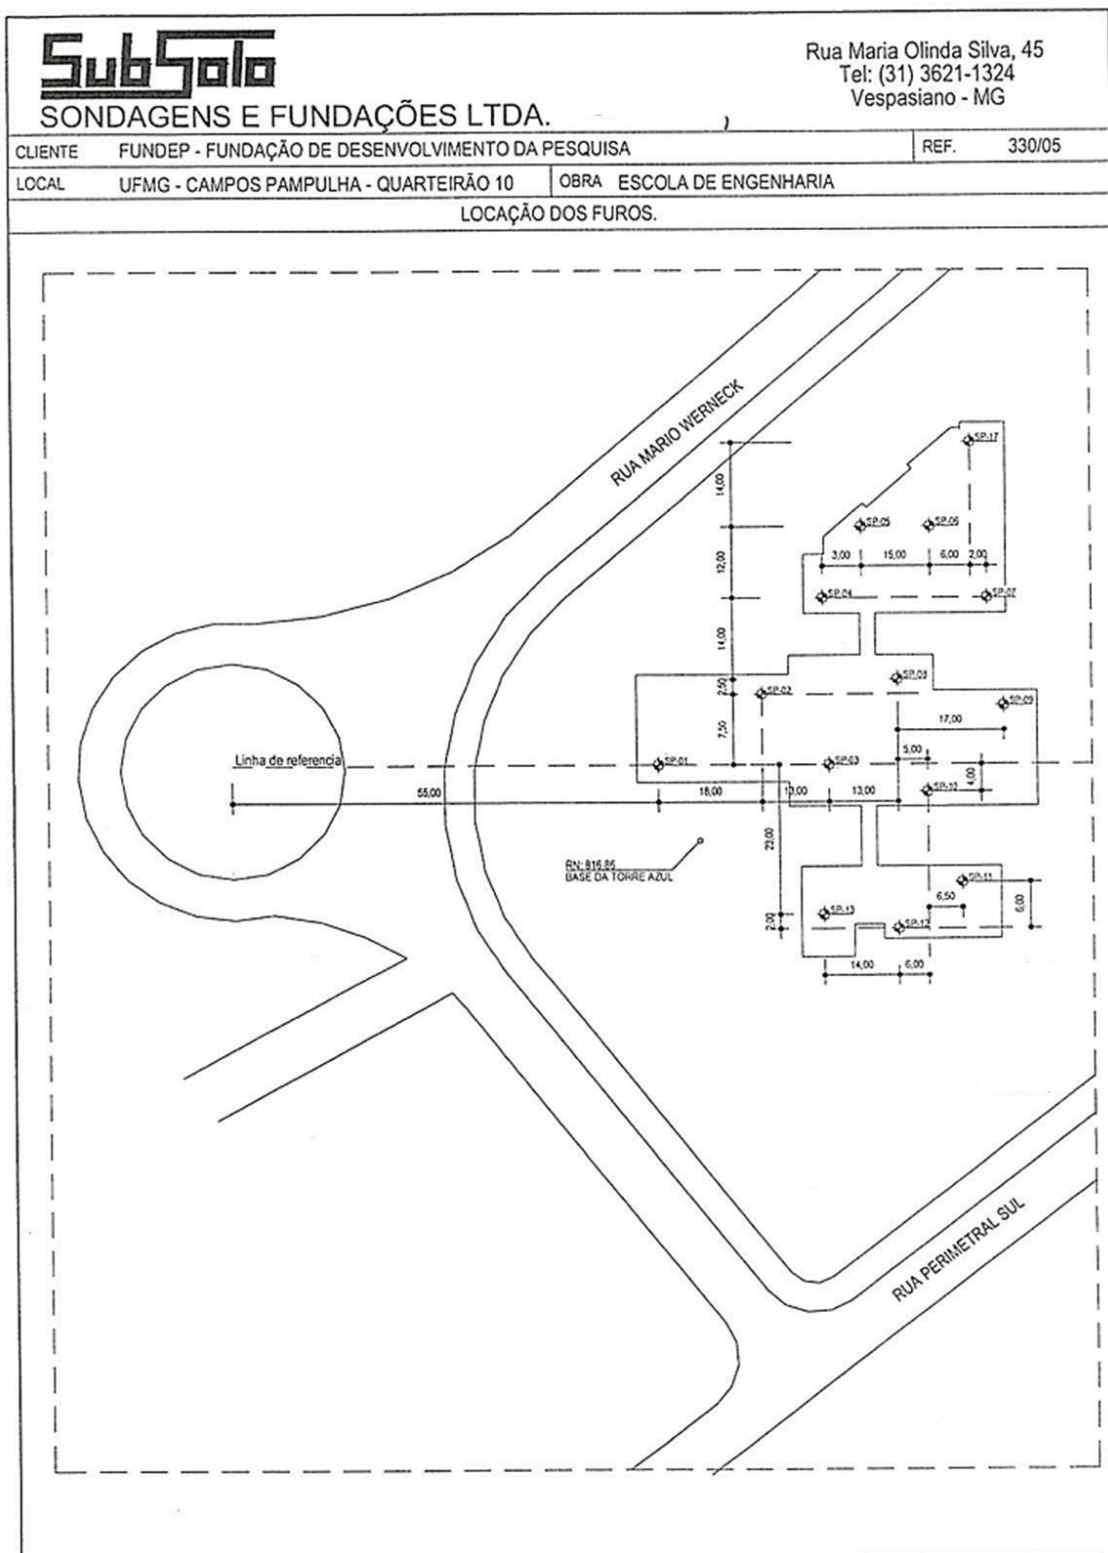 SubSolo
SONDAGENS E FUNDAÇÕES LTDA.
Rua Maria Olinda Silva, 45
Tel: (31) 3621-1324
Vespasiano - MG
CLIENTE FUNDEP - FUNDAÇÃO DE DESENVOLVIMENTO DA PESQUISA
REF. 330/05
LOCAL UFMG - CAMPOS PAMPULHA - QUARTEIRÃO 10
OBRA ESCOLA DE ENGENHARIA
LOCAÇÃO DOS FUROS.
RUA MARIO WERNECK
SP-17
14,00
SP-05
SP-06
12,00
3,00
15,00
6,00
2,00
SP-04
SP-07
14,00
SP-08
2,50
SP-02
SP-09
7,50
17,00
Linha de referencia
SP-01
SP-03
5,00
4,00
SP-10
55,00
18,00
13,00
13,00
23,00
RN: 816.86
BASE DA TORRE AZUL
SP-11
6,50
6,00
SP-13
SP-12
2,00
14,00
6,00
RUA PERIMETRAL SUL